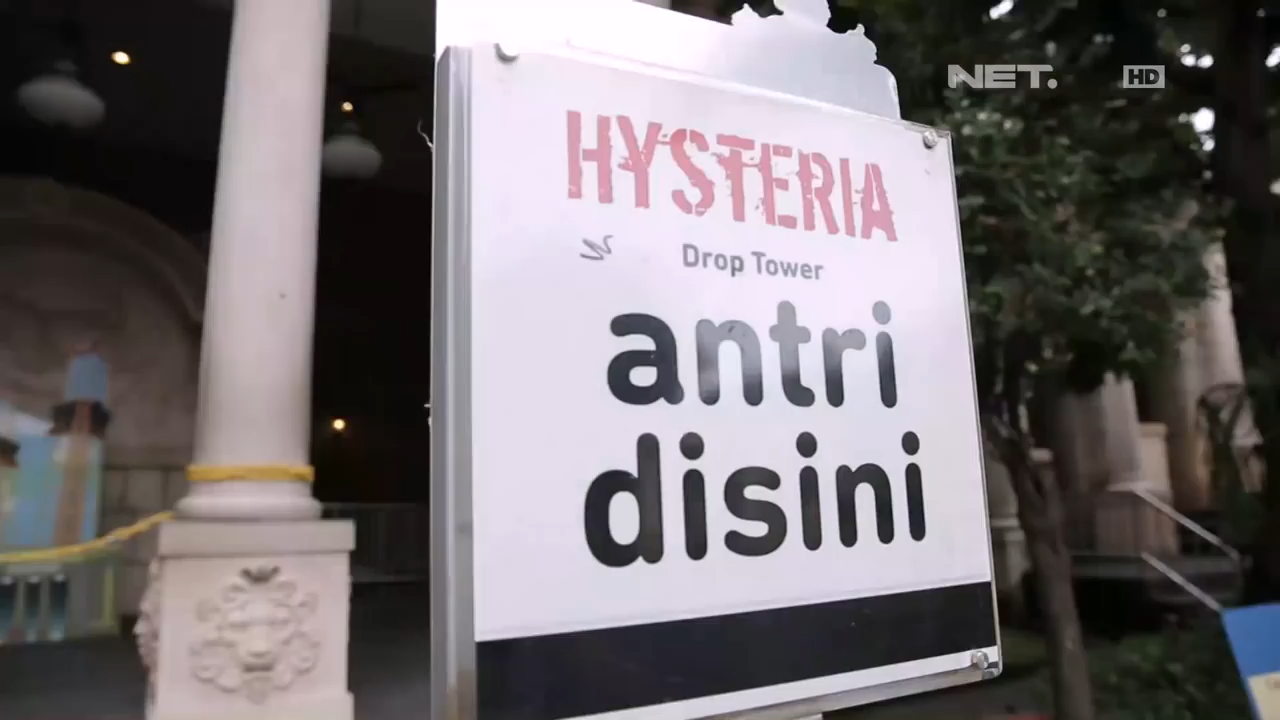 NET.
HD
HYSTERIA
Drop Tower
antri
disini